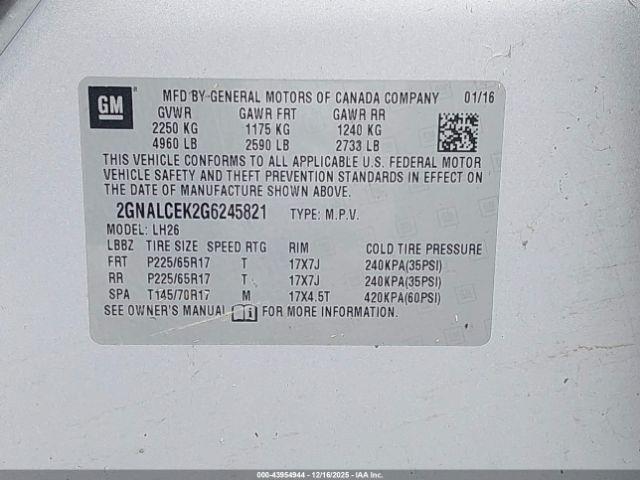 GM
MFD BY GENERAL MOTORS OF CANADA COMPANY 01/16
GVWR GAWR FRT GAWR RR
2250 KG 1175 KG 1240 KG
4960 LB 2590 LB 2733 LB
THIS VEHICLE CONFORMS TO ALL APPLICABLE U.S. FEDERAL MOTOR
VEHICLE SAFETY AND THEFT PREVENTION STANDARDS IN EFFECT ON
THE DATE OF MANUFACTURE SHOWN ABOVE.
2GNALCEK2G6245821 TYPE: M.P.V.
MODEL: LH26
LBBZ TIRE SIZE SPEED RTG RIM COLD TIRE PRESSURE
FRT P225/65R17 T 17X7J 240KPA(35PSI)
RR P225/65R17 T 17X7J 240KPA(35PSI)
SPA T145/70R17 M 17X4.5T 420KPA(60PSI)
SEE OWNER'S MANUAL FOR MORE INFORMATION.
000-43954944 - 12/16/2025 - IAAI.COM